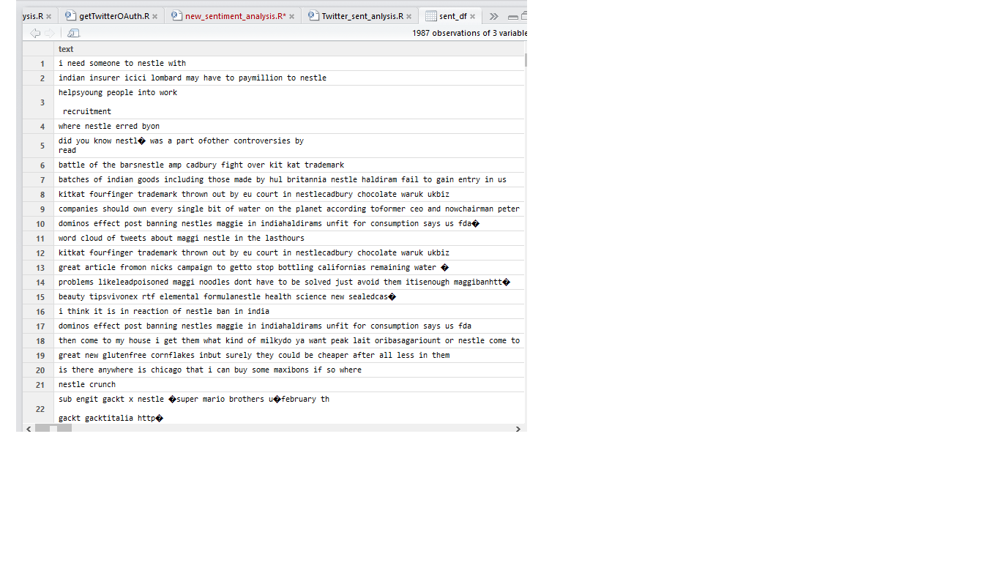 ysis.R getTwitterOAuth.R new_sentiment_analysis.R* Twitter_sent_anlysis.R sent_df
1987 observations of 3 variable
text
1 i need someone to nestle with
2 indian insurer icici lombard may have to paymillion to nestle
3 helpsyoung people into work
recruitment
4 where nestle erred byon
5 did you know nestl� was a part ofother controversies by
read
6 battle of the barsnestle amp cadbury fight over kit kat trademark
7 batches of indian goods including those made by hul britannia nestle haldiram fail to gain entry in us
8 kitkat fourfinger trademark thrown out by eu court in nestlecadbury chocolate waruk ukbiz
9 companies should own every single bit of water on the planet according toformer ceo and nowchairman peter
10 dominos effect post banning nestles maggie in indiahaldirams unfit for consumption says us fda�
11 word cloud of tweets about maggi nestle in the lasthours
12 kitkat fourfinger trademark thrown out by eu court in nestlecadbury chocolate waruk ukbiz
13 great article fromon nicks campaign to getto stop bottling californias remaining water �
14 problems likeleadpoisoned maggi noodles dont have to be solved just avoid them itisenough maggibanhtt�
15 beauty tipsvivonex rtf elemental formulanestle health science new sealedcas�
16 i think it is in reaction of nestle ban in india
17 dominos effect post banning nestles maggie in indiahaldirams unfit for consumption says us fda
18 then come to my house i get them what kind of milkydo ya want peak lait oribasagariount or nestle come to
19 great new glutenfree cornflakes inbut surely they could be cheaper after all less in them
20 is there anywhere is chicago that i can buy some maxibons if so where
21 nestle crunch
22 sub engit gackt x nestle �super mario brothers u�february th
gackt gacktitalia http�